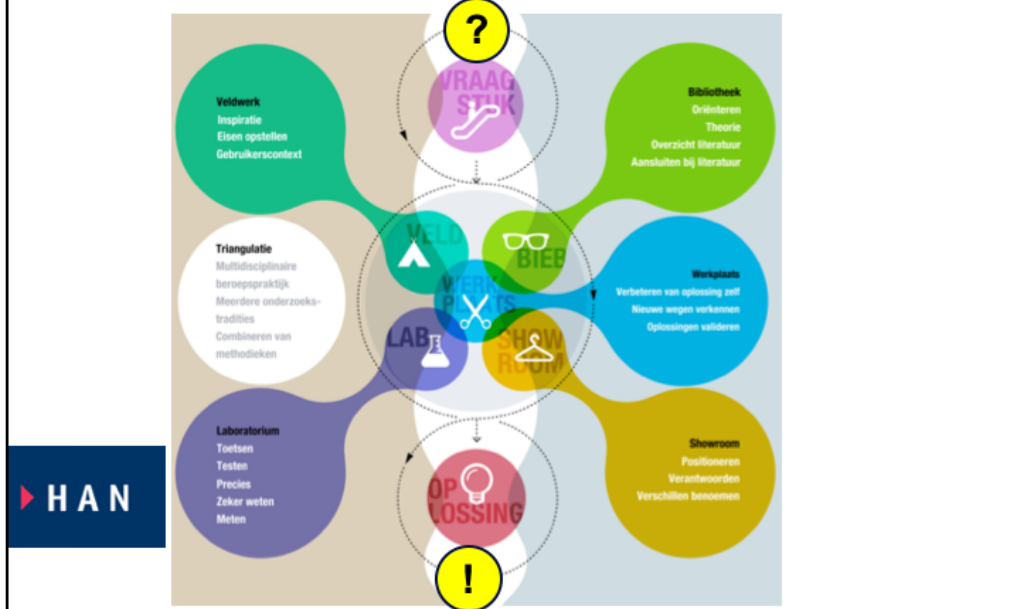 ?
VRAAG
STUK
Veldwerk
Inspiratie
Eisen opstellen
Gebruikerscontext
Bibliotheek
Oriënteren
Theorie
Overzicht literatuur
Aansluiten bij literatuur
VELD
BIEB
Triangulatie
Multidisciplinaire
beroepspraktijk
Meerdere onderzoeks-
tradities
Combineren van
methodieken
WERK
PLAATS
Werkplaats
Verbeteren van oplossing zelf
Nieuwe wegen verkannen
Oplossingen valideren
LAB
SHOW
ROOM
Laboratorium
Toetsen
Testen
Precies
Zeker weten
Meten
Showroom
Positioneren
Verantwoorden
Verschillen benoemen
OP
LOSSING
!
HAN